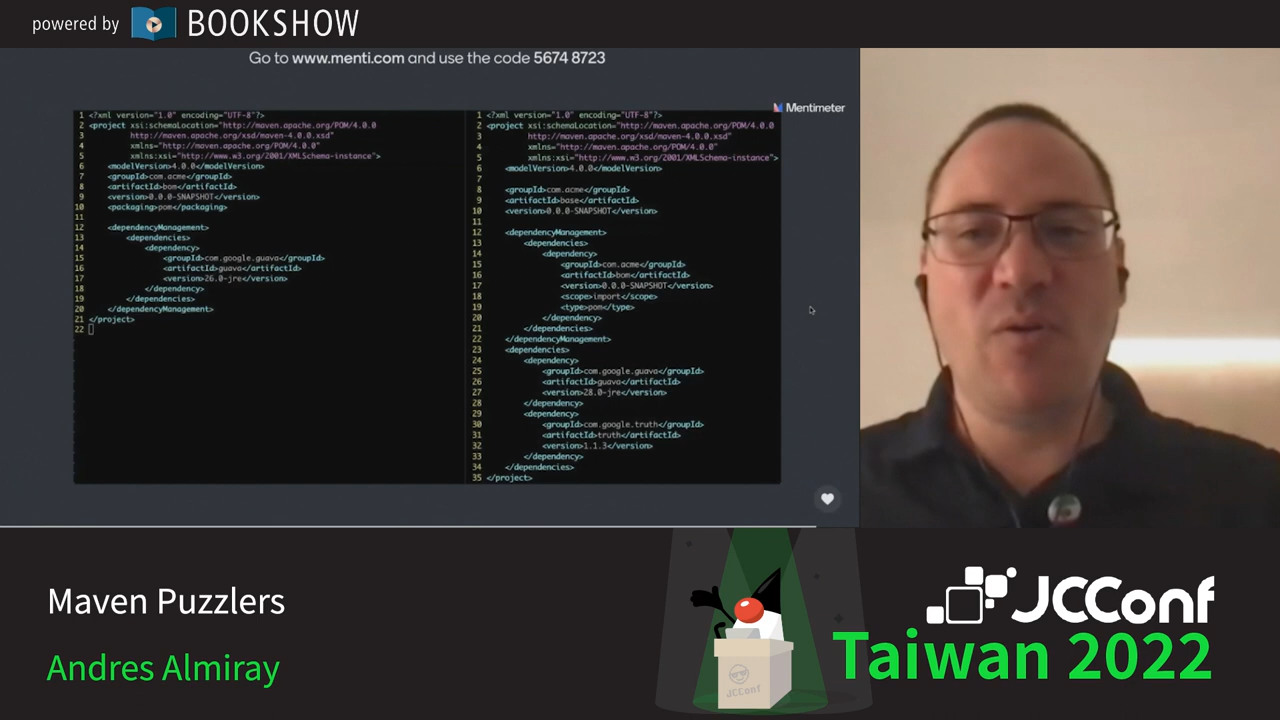 powered by BOOKSHOW
Go to www.menti.com and use the code 5674 8723
Mentimeter
1 <?xml version="1.0" encoding="UTF-8"?>
2 <project xsi:schemaLocation="http://maven.apache.org/POM/4.0.0
3 http://maven.apache.org/xsd/maven-4.0.0.xsd"
4 xmlns="http://maven.apache.org/POM/4.0.0"
5 xmlns:xsi="http://www.w3.org/2001/XMLSchema-instance">
6 <modelVersion>4.0.0</modelVersion>
7 <groupId>com.acme</groupId>
8 <artifactId>bom</artifactId>
9 <version>0.0.0-SNAPSHOT</version>
10 <packaging>pom</packaging>
11
12 <dependencyManagement>
13 <dependencies>
14 <dependency>
15 <groupId>com.google.guava</groupId>
16 <artifactId>guava</artifactId>
17 <version>26.0-jre</version>
18 </dependency>
19 </dependencies>
20 </dependencyManagement>
21 </project>
22
1 <?xml version="1.0" encoding="UTF-8"?>
2 <project xsi:schemaLocation="http://maven.apache.org/POM/4.0.0
3 http://maven.apache.org/xsd/maven-4.0.0.xsd"
4 xmlns="http://maven.apache.org/POM/4.0.0"
5 xmlns:xsi="http://www.w3.org/2001/XMLSchema-instance">
6 <modelVersion>4.0.0</modelVersion>
7
8 <groupId>com.acme</groupId>
9 <artifactId>base</artifactId>
10 <version>0.0.0-SNAPSHOT</version>
11
12 <dependencyManagement>
13 <dependencies>
14 <dependency>
15 <groupId>com.acme</groupId>
16 <artifactId>bom</artifactId>
17 <version>0.0.0-SNAPSHOT</version>
18 <scope>import</scope>
19 <type>pom</type>
20 </dependency>
21 </dependencies>
22 </dependencyManagement>
23 <dependencies>
24 <dependency>
25 <groupId>com.google.guava</groupId>
26 <artifactId>guava</artifactId>
27 <version>28.0-jre</version>
28 </dependency>
29 <dependency>
30 <groupId>com.google.truth</groupId>
31 <artifactId>truth</artifactId>
32 <version>1.1.3</version>
33 </dependency>
34 </dependencies>
35 </project>
Maven Puzzlers
Andres Almiray
JCConf
JCConf
Taiwan 2022